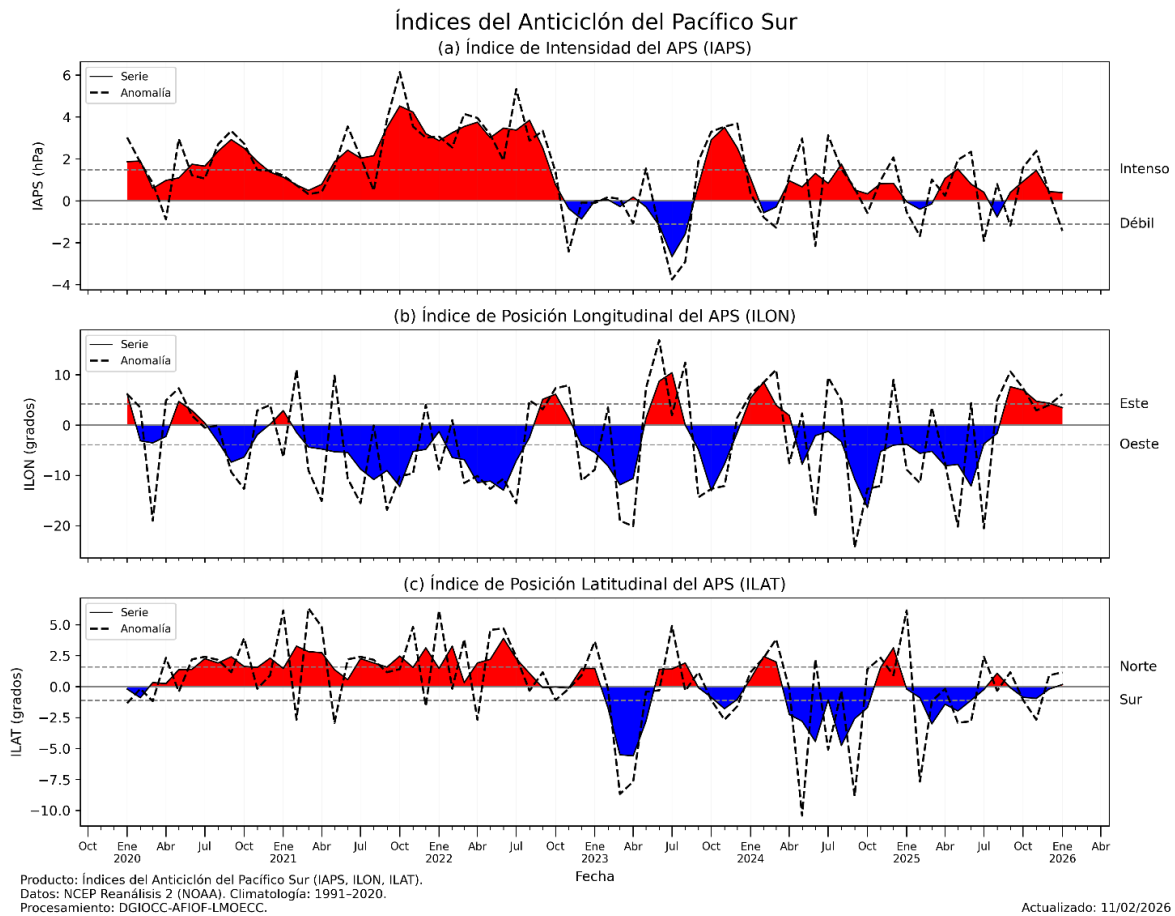 Índices del Anticiclón del Pacífico Sur
(a) Índice de Intensidad del APS (IAPS)
Serie
Anomalía
IAPS (hPa)
6
4
2
0
−2
−4
Intenso
Débil
(b) Índice de Posición Longitudinal del APS (ILON)
Serie
Anomalía
ILON (grados)
10
0
−10
−20
Este
Oeste
(c) Índice de Posición Latitudinal del APS (ILAT)
Serie
Anomalía
ILAT (grados)
5.0
2.5
0.0
−2.5
−5.0
−7.5
−10.0
Norte
Sur
Oct Ene Abr Jul Oct Ene Abr Jul Oct Ene Abr Jul Oct Ene Abr Jul Oct Ene Abr Jul Oct Ene Abr Jul Oct Ene Abr
2020 2021 2022 2023 2024 2025 2026
Fecha
Producto: Índices del Anticiclón del Pacífico Sur (IAPS, ILON, ILAT).
Datos: NCEP Reanálisis 2 (NOAA). Climatología: 1991–2020.
Procesamiento: DGIOCC-AFIOF-LMOECC.
Actualizado: 11/02/2026